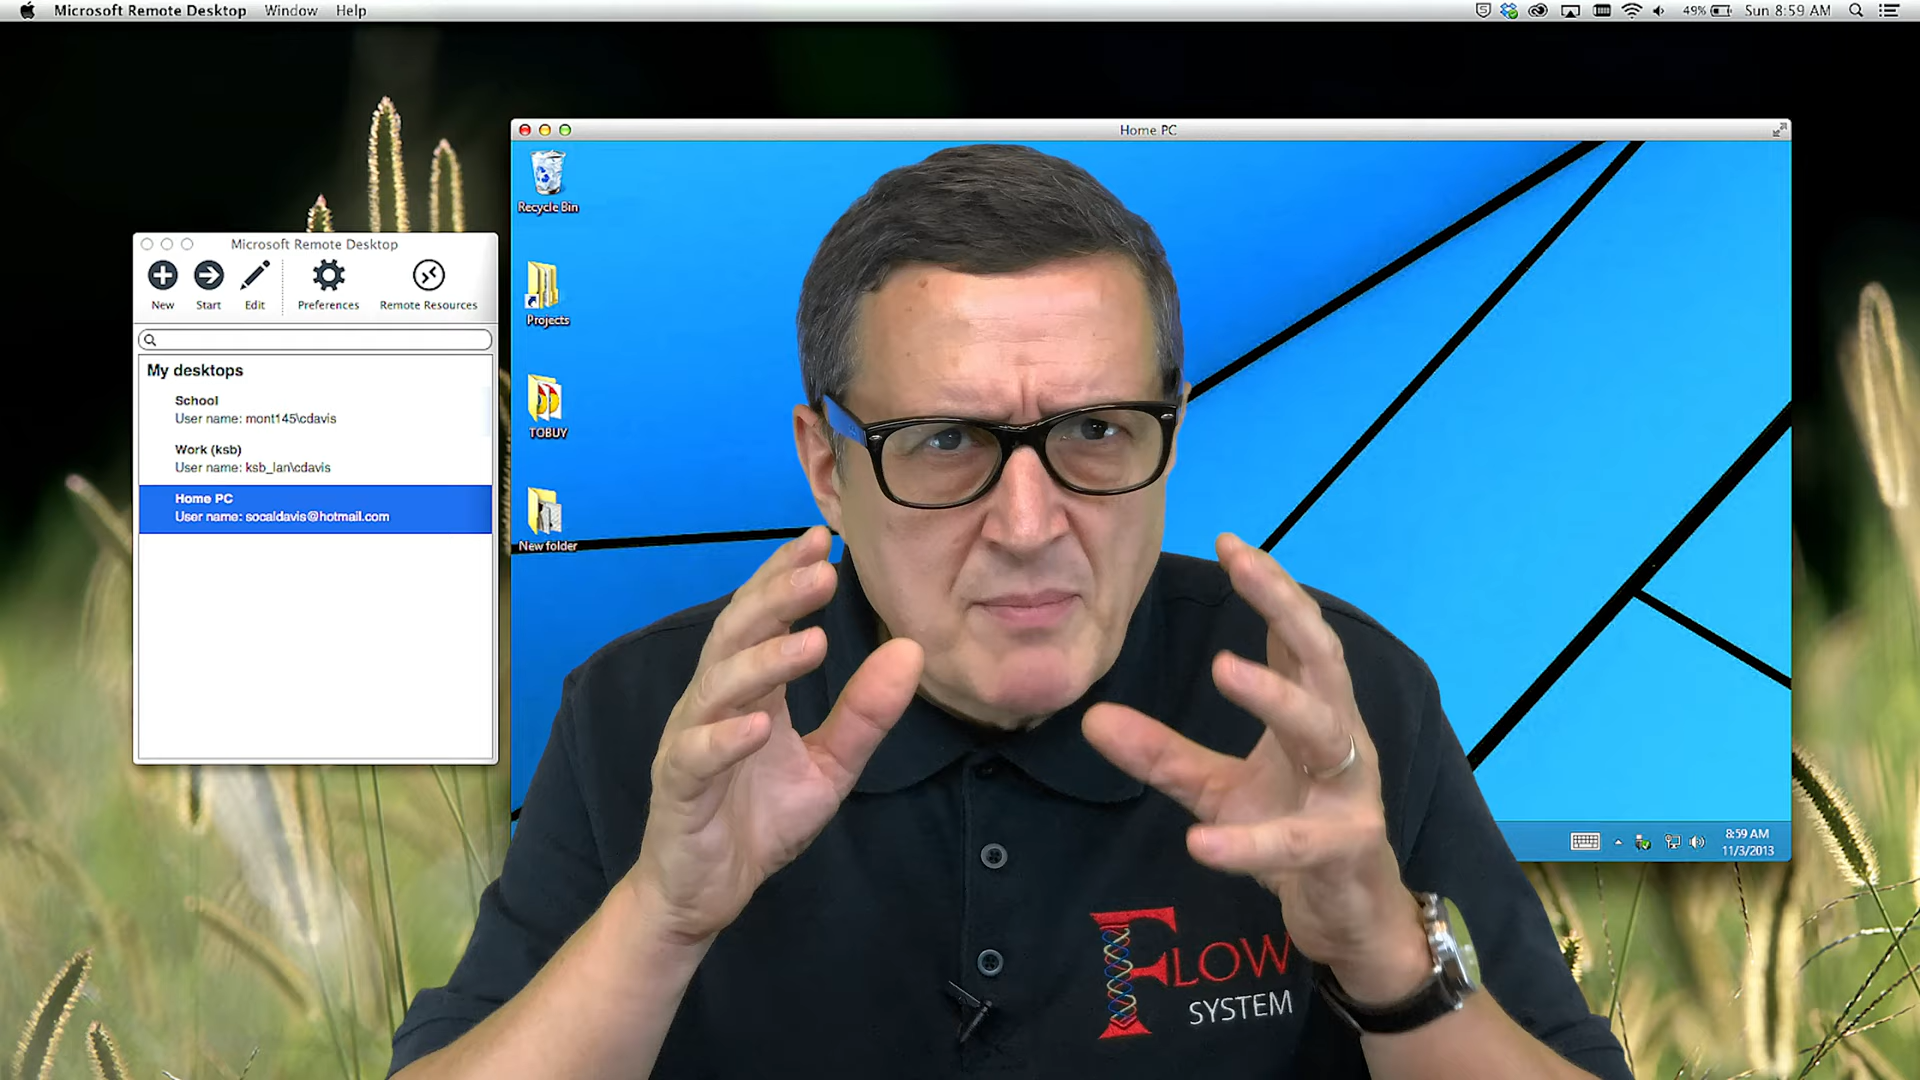 Microsoft Remote Desktop Window Help
49% Sun 8:59 AM
Home PC
Recycle Bin
Projects
TOBUY
New folder
Microsoft Remote Desktop
New Start Edit Preferences Remote Resources
My desktops
School
User name: mont145\cdavis
Work (ksb)
User name: ksb_lan\cdavis
Home PC
User name: socaldavis@hotmail.com
8:59 AM
11/3/2013
FLOW
SYSTEM